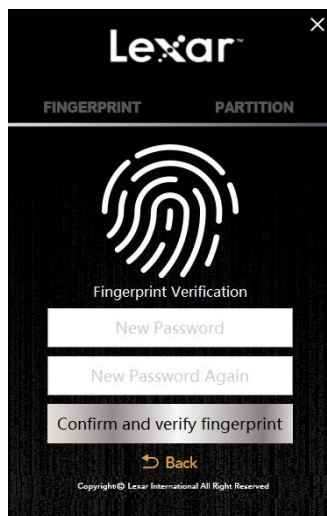 Lexar™
FINGERPRINT PARTITION
Fingerprint Verification
New Password
New Password Again
Confirm and verify fingerprint
Back
Copyright© Lexar International All Right Reserved